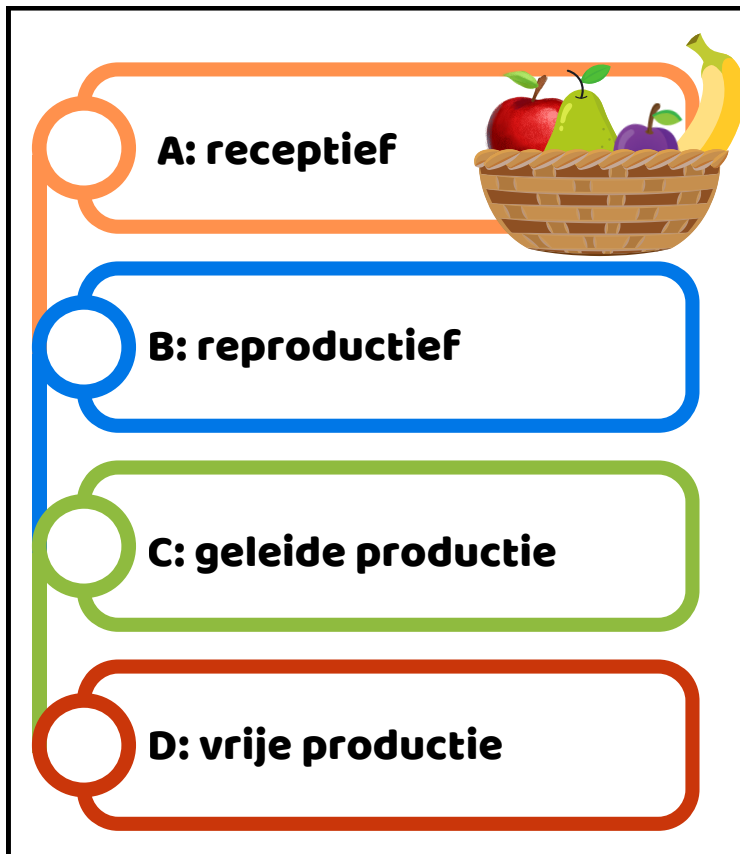 A: receptief
B: reproductief
C: geleide productie
D: vrije productie